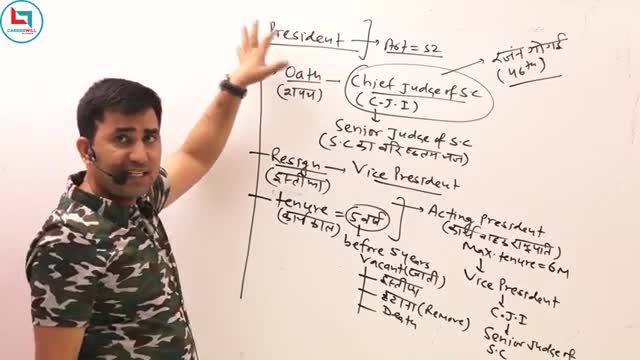 CAREERWILL
President
Art = 52
Oath - Chief Judge of SC
(शपथ)
(C.J.I)
रंजन गोगई
(46th)
Senior Judge of S.C
(S.C का वरिष्ठतम जज)
Resign - Vice President
(इस्तीफा)
tenure = 5 वर्ष
(कार्यकाल)
before 5 years
Vacant (खाली)
इस्तीफा
हटाना (Remove)
Death
Acting president
(कार्यवाहक राष्ट्रपति)
Max. tenure = 6M
Vice President
C.J.I
Senior Judge of
S.C